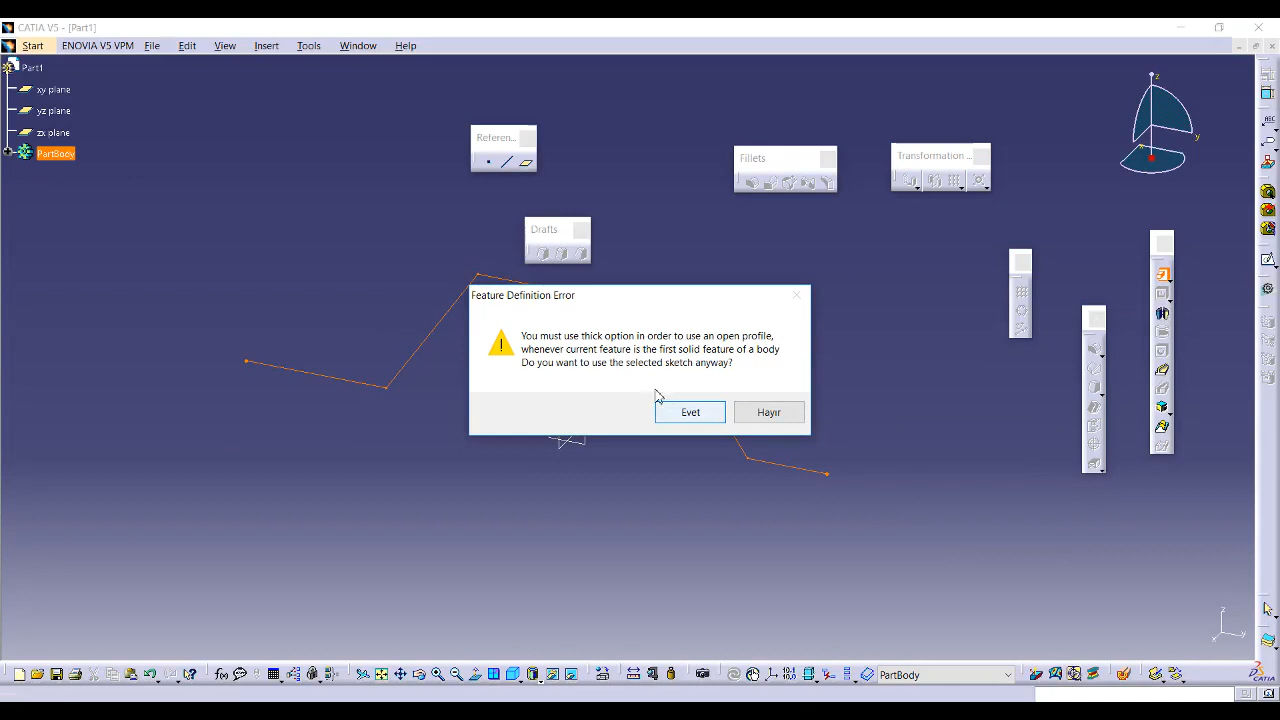 CATIA V5 - [Part1]
Start ENOVIA V5 VPM File Edit View Insert Tools Window Help
Part1
xy plane
yz plane
zx plane
PartBody
Referen...
Fillets
Transformation ...
Drafts
z
y
x
Feature Definition Error
You must use thick option in order to use an open profile,
whenever current feature is the first solid feature of a body
Do you want to use the selected sketch anyway?
Evet Hayır
ABC
z
x y
PartBody
CATIA